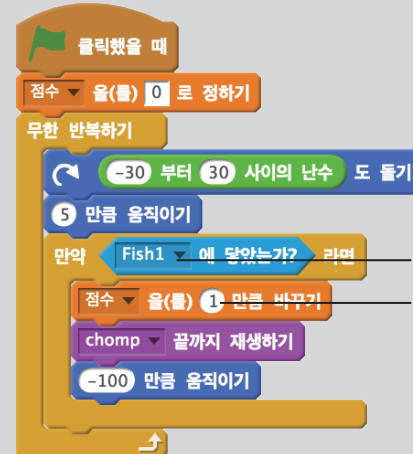 클릭했을 때
점수 을(를) 0 로 정하기
무한 반복하기
-30 부터 30 사이의 난수 도 돌기
5 만큼 움직이기
만약 Fish1 에 닿았는가? 라면
점수 을(를) 1 만큼 바꾸기
chomp 끝까지 재생하기
-100 만큼 움직이기